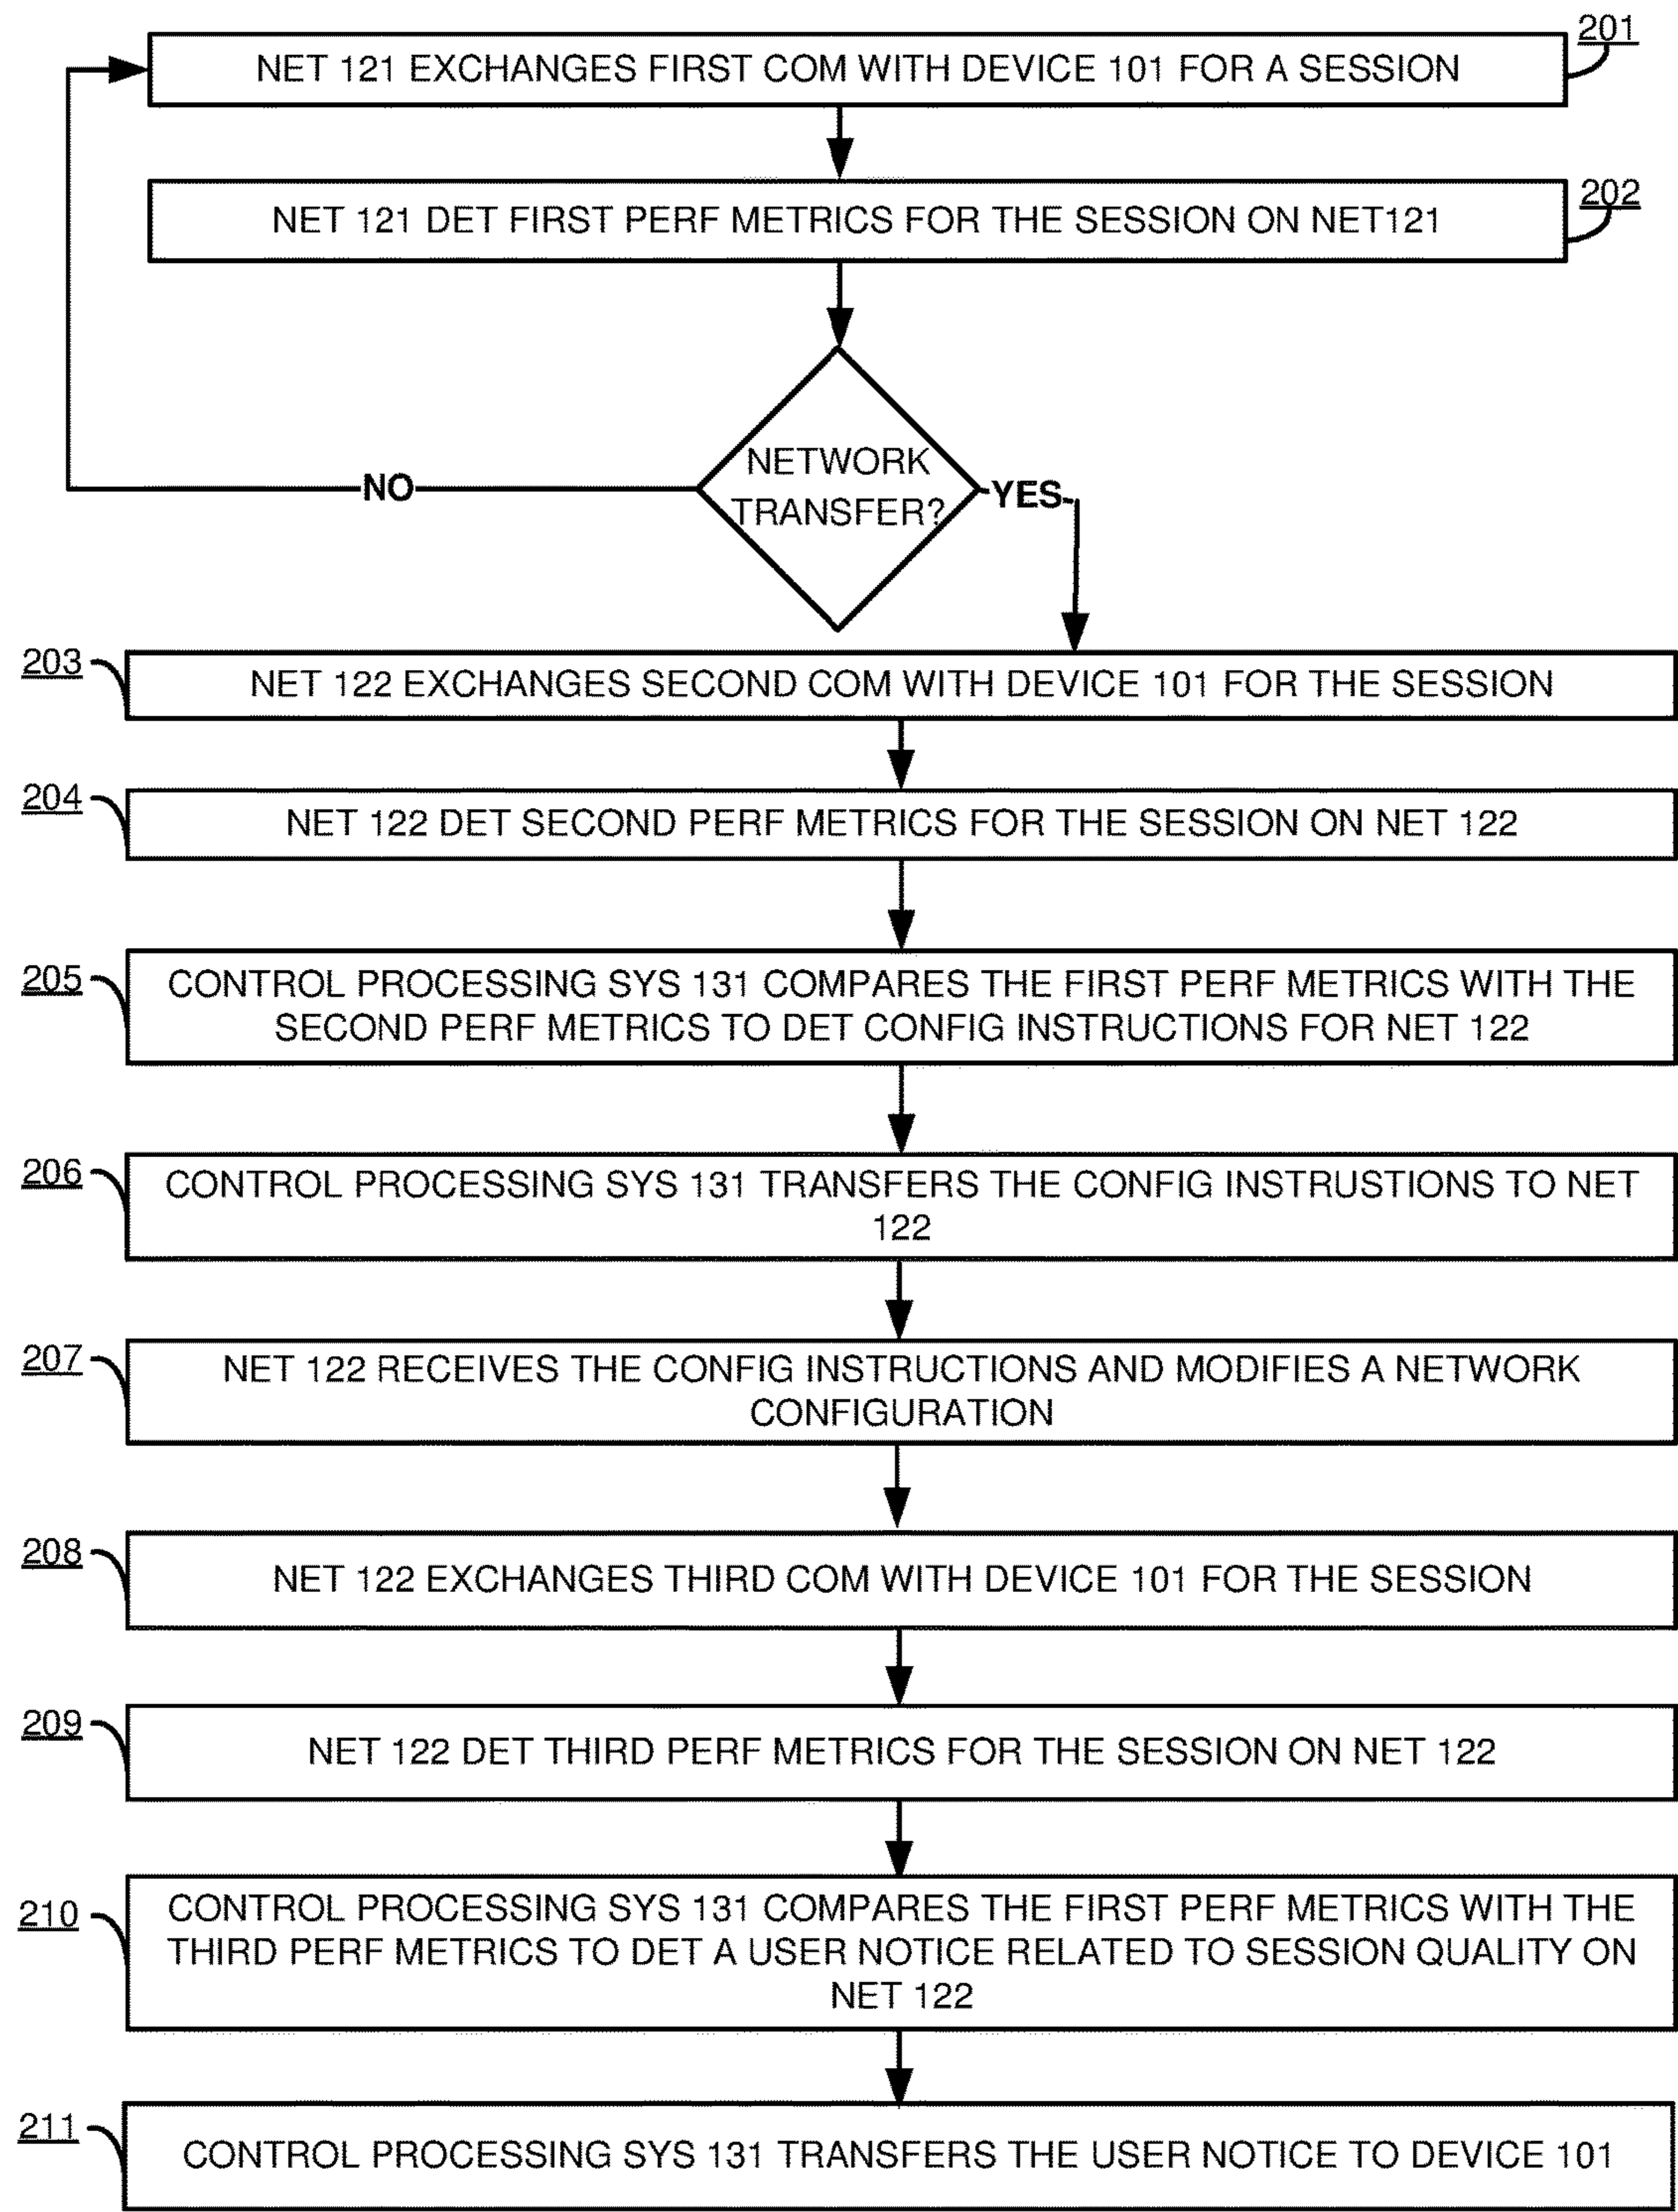 201
NET 121 EXCHANGES FIRST COM WITH DEVICE 101 FOR A SESSION
202
NET 121 DET FIRST PERF METRICS FOR THE SESSION ON NET121
NETWORK
TRANSFER?
NO
YES
203
NET 122 EXCHANGES SECOND COM WITH DEVICE 101 FOR THE SESSION
204
NET 122 DET SECOND PERF METRICS FOR THE SESSION ON NET 122
205
CONTROL PROCESSING SYS 131 COMPARES THE FIRST PERF METRICS WITH THE
SECOND PERF METRICS TO DET CONFIG INSTRUCTIONS FOR NET 122
206
CONTROL PROCESSING SYS 131 TRANSFERS THE CONFIG INSTRUSTIONS TO NET
122
207
NET 122 RECEIVES THE CONFIG INSTRUCTIONS AND MODIFIES A NETWORK
CONFIGURATION
208
NET 122 EXCHANGES THIRD COM WITH DEVICE 101 FOR THE SESSION
209
NET 122 DET THIRD PERF METRICS FOR THE SESSION ON NET 122
210
CONTROL PROCESSING SYS 131 COMPARES THE FIRST PERF METRICS WITH THE
THIRD PERF METRICS TO DET A USER NOTICE RELATED TO SESSION QUALITY ON
NET 122
211
CONTROL PROCESSING SYS 131 TRANSFERS THE USER NOTICE TO DEVICE 101